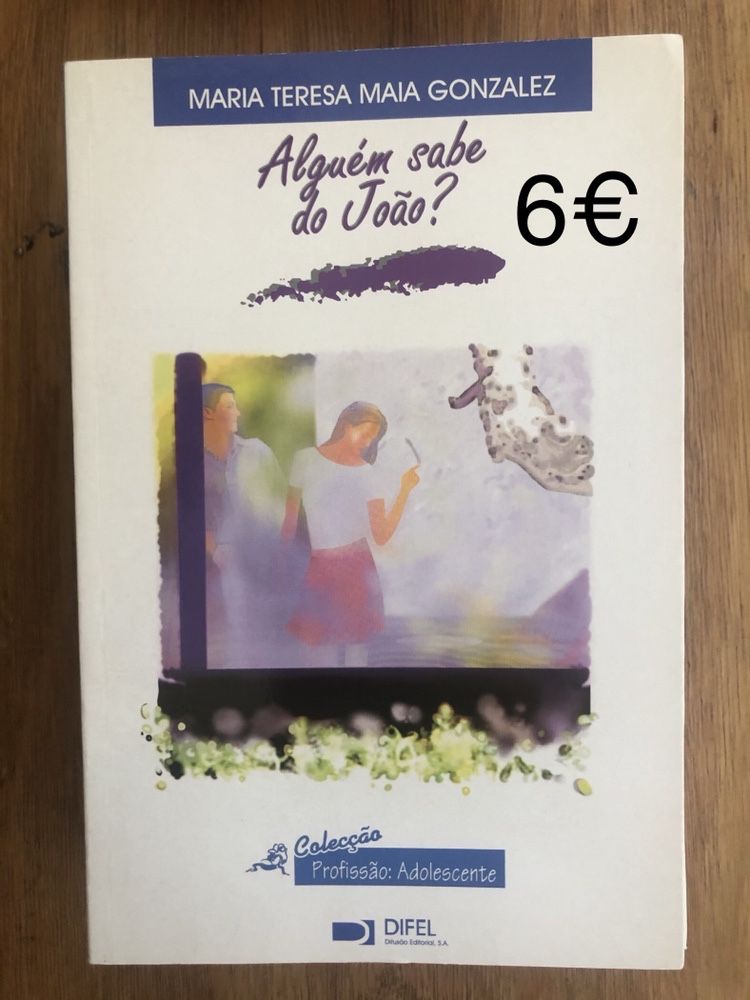 MARIA TERESA MAIA GONZALEZ
Alguém sabe
do João?
6€
Colecção
Profissão: Adolescente
DIFEL
Difusão Editorial, S.A.